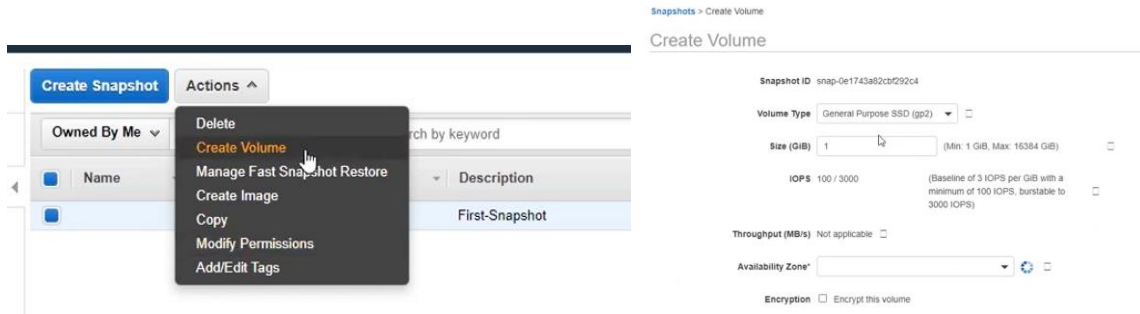 Create Snapshot
Actions
Owned By Me
rch by keyword
Delete
Create Volume
Manage Fast Snapshot Restore
Create Image
Copy
Modify Permissions
Add/Edit Tags
Name
Description
First-Snapshot
Snapshots > Create Volume
Create Volume
Snapshot ID snap-0e1743a82cbf292c4
Volume Type General Purpose SSD (gp2)
Size (GiB) 1 (Min: 1 GiB, Max: 16384 GiB)
IOPS 100 / 3000 (Baseline of 3 IOPS per GiB with a
minimum of 100 IOPS, burstable to
3000 IOPS)
Throughput (MB/s) Not applicable
Availability Zone*
Encryption Encrypt this volume